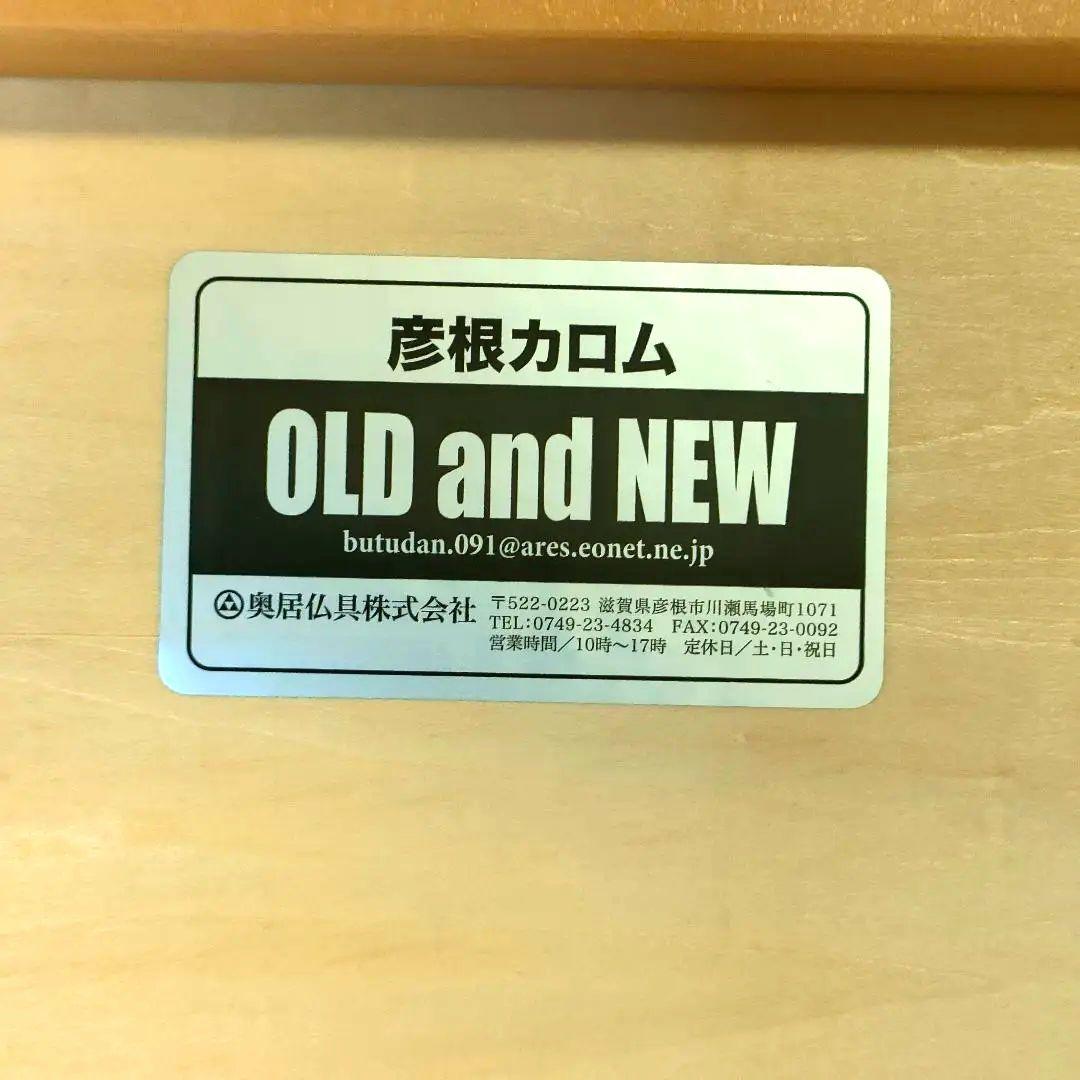 彦根カロム
OLD and NEW
butudan.091@ares.eonet.ne.jp
奥居仏具株式会社
〒522-0223 滋賀県彦根市川瀬馬場町1071
TEL:0749-23-4834 FAX:0749-23-0092
営業時間/10時～17時 定休日/土・日・祝日